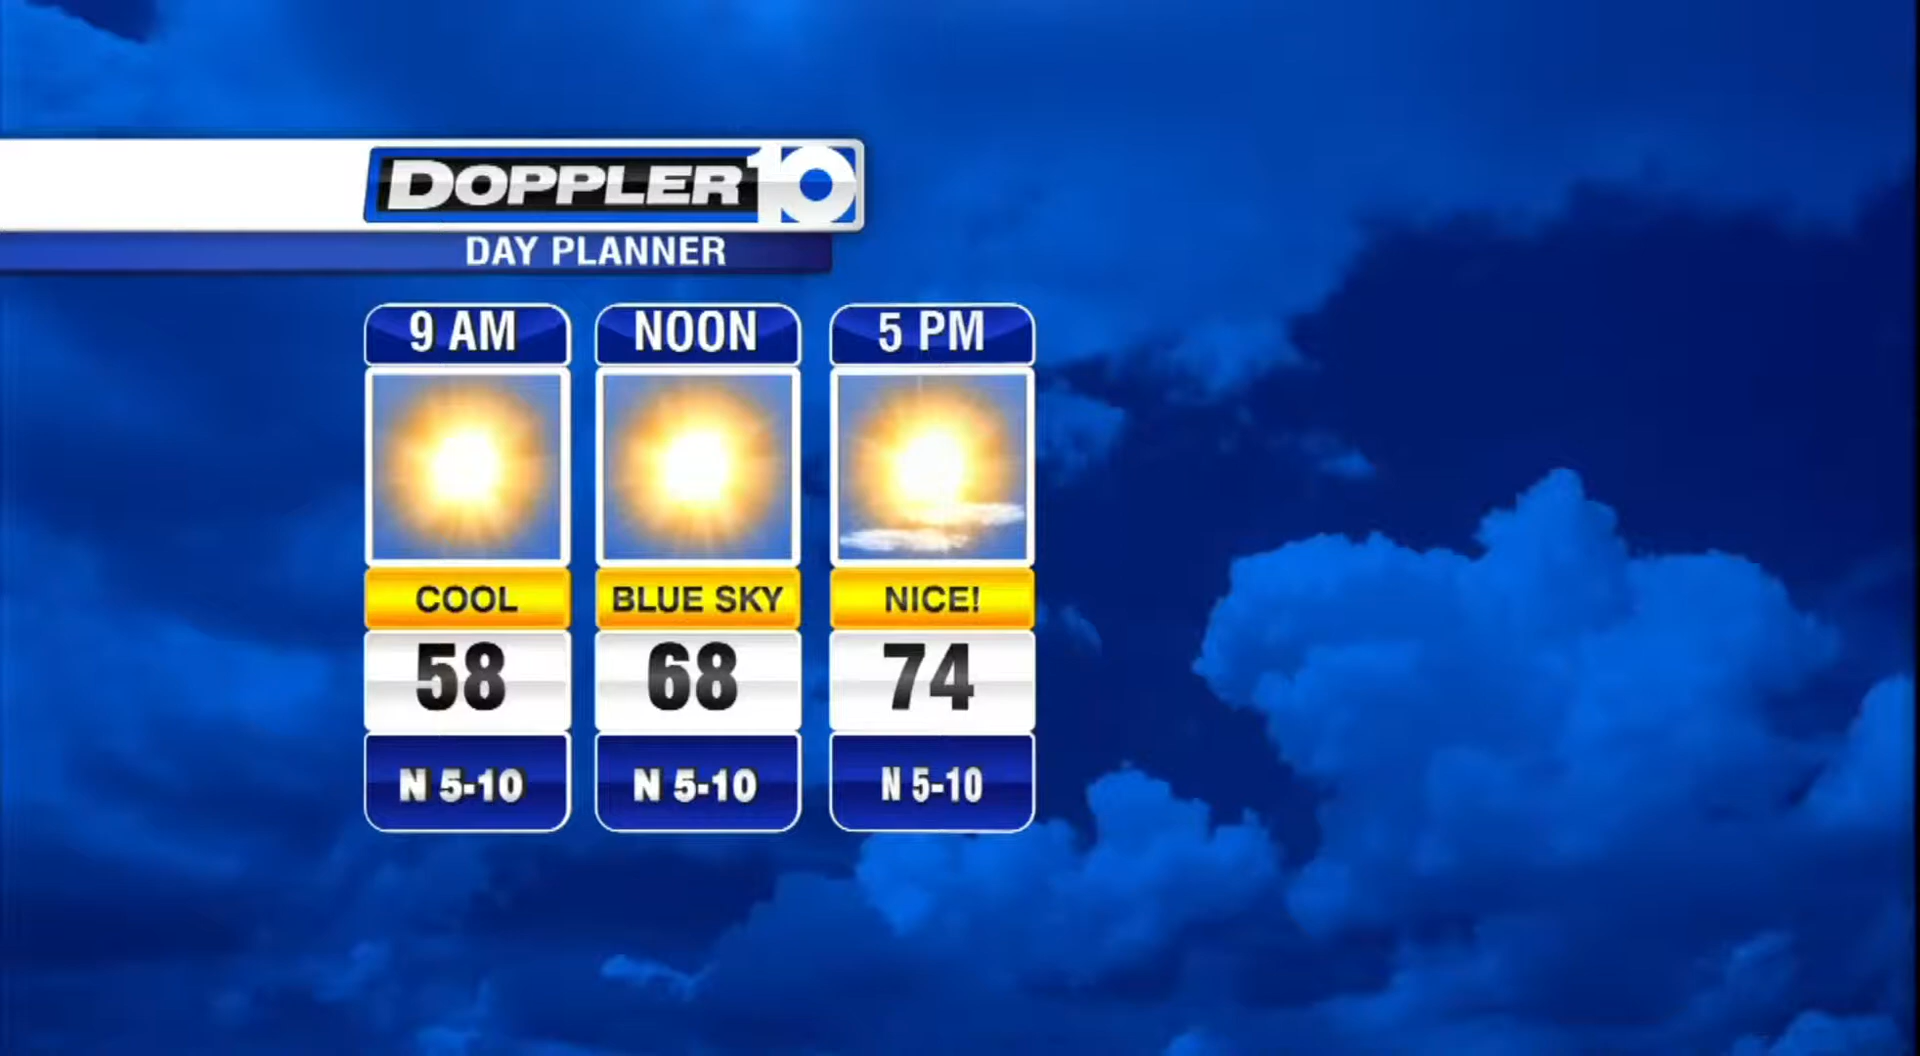 DOPPLER 10
DAY PLANNER
9 AM
NOON
5 PM
COOL
BLUE SKY
NICE!
58
68
74
N 5-10
N 5-10
N 5-10